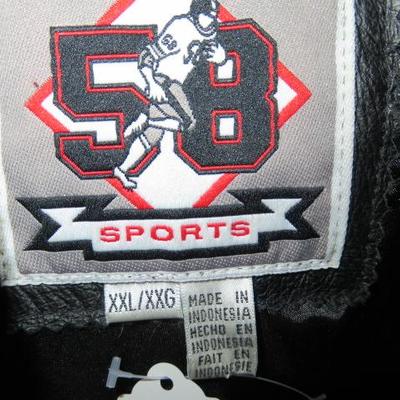 58
SPORTS
XXL/XXG
MADE IN
INDONESIA
HECHO EN
INDONESIA
FAIT EN
INDONESIE